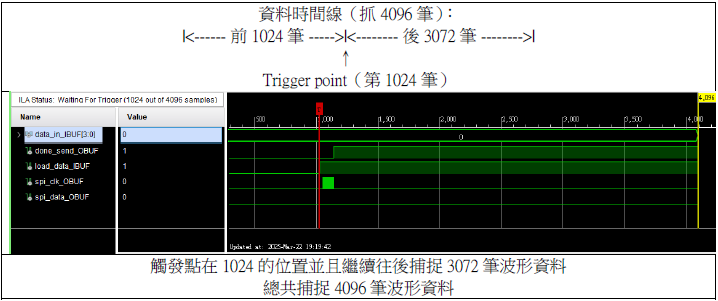 資料時間線（抓 4096 筆）：
|<------ 前 1024 筆 ----->|<-------- 後 3072 筆 -------->|
↑
Trigger point（第 1024 筆）
ILA Status: Waiting For Trigger (1024 out of 4096 samples)
Name Value
data_in_IBUF[3:0] 0
done_send_OBUF 1
load_data_IBUF 1
spi_clk_OBUF 0
spi_data_OBUF 0
4,096
500 1,000 1,500 2,000 2,500 3,000 3,500 4,000
0
Updated at: 2025-Mar-22 19:19:42
觸發點在 1024 的位置並且繼續往後捕捉 3072 筆波形資料
總共捕捉 4096 筆波形資料